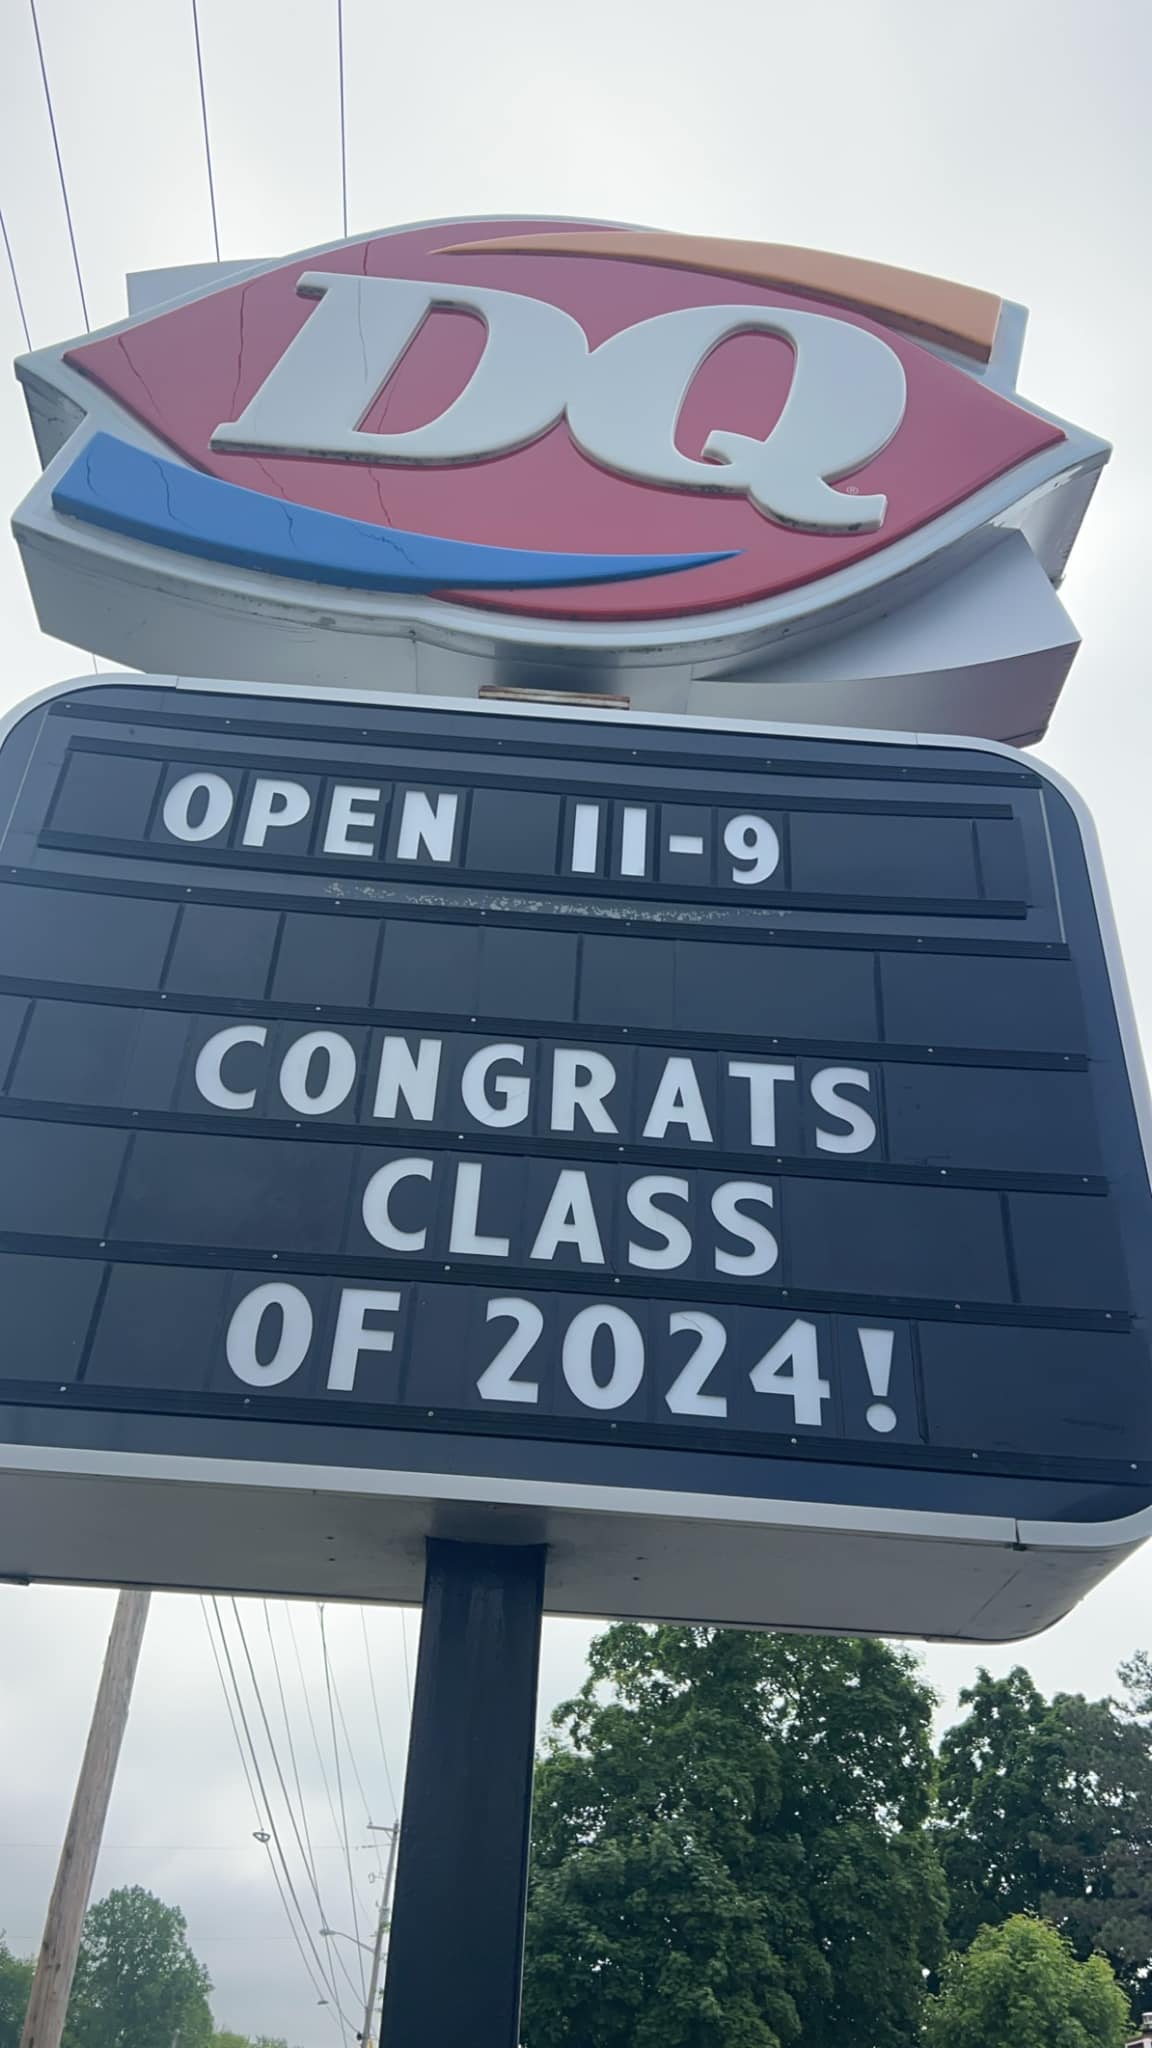 DQ
OPEN 11-9
CONGRATS
CLASS
OF 2024!